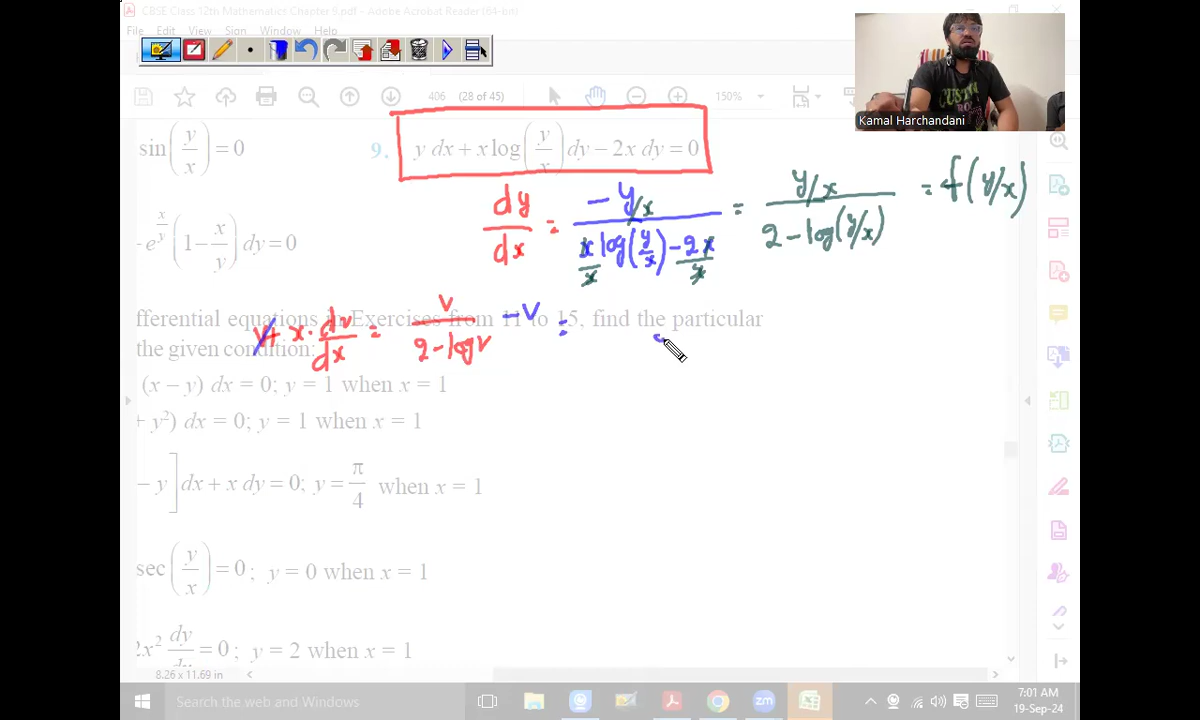 CBSE Class 12th Mathematics Chapter 9.pdf - Adobe Acrobat Reader (64-bit)
File Edit View Sign Window Help
Kamal Harchandani
406 (28 of 45) 150%
sin(y/x) = 0
9. y dx + x log(y/x) dy − 2x dy = 0
dy/dx = -y/x / (x/x log(y/x) - 2x/x) = y/x / (2 - log(y/x)) = f(y/x)
e^(x/y) (1 − x/y) dy = 0
v + x · dv/dx = v / (2 - log v) - v =
fferential equations in Exercises from 11 to 15, find the particular
the given condition:
(x − y) dx = 0; y = 1 when x = 1
+ y²) dx = 0; y = 1 when x = 1
− y] dx + x dy = 0; y = π/4 when x = 1
sec(y/x) = 0; y = 0 when x = 1
2x² dy/dx = 0; y = 2 when x = 1
8.26 x 11.69 in
Search the web and Windows
7:01 AM
19-Sep-24